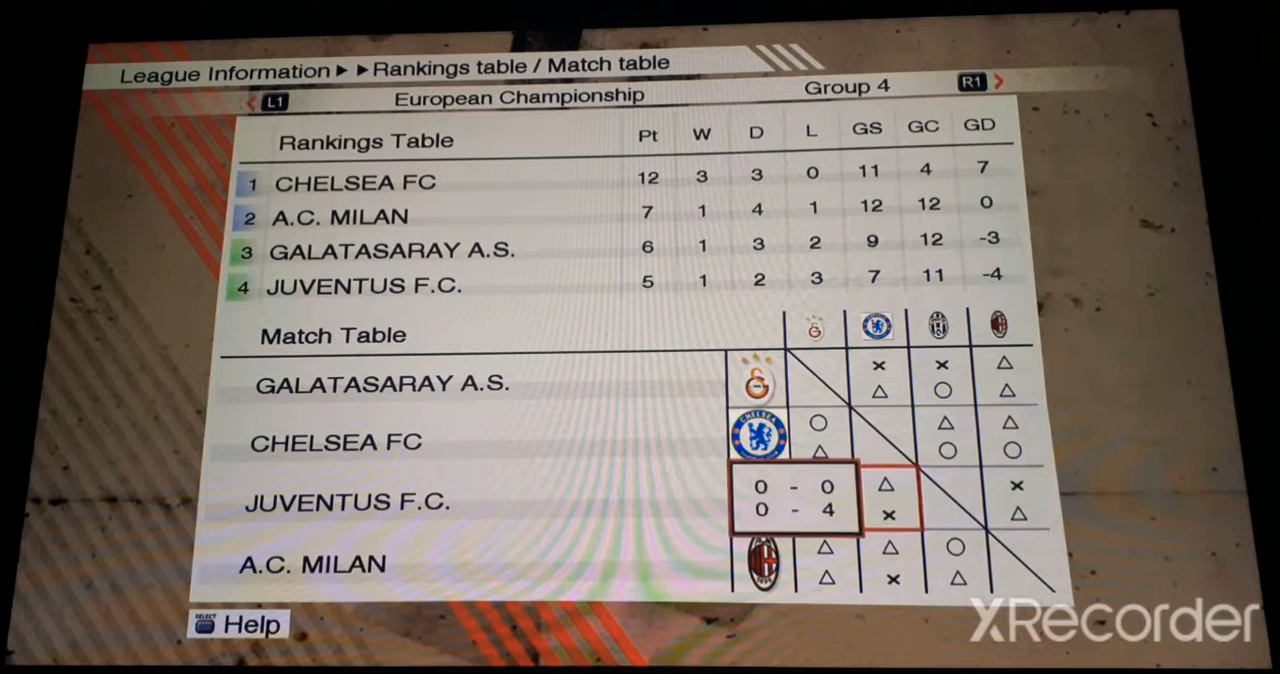 League Information ►►Rankings table / Match table
L1 European Championship Group 4 R1
Rankings Table Pt W D L GS GC GD
1 CHELSEA FC 12 3 3 0 11 4 7
2 A.C. MILAN 7 1 4 1 12 12 0
3 GALATASARAY A.S. 6 1 3 2 9 12 -3
4 JUVENTUS F.C. 5 1 2 3 7 11 -4
Match Table
GALATASARAY A.S. × × △
△ ○ △
CHELSEA FC CHELSEA ○ △ △
△ ○ ○
JUVENTUS F.C. 0 - 0 △ ×
0 - 4 × △
A.C. MILAN △ △ ○
△ × △
SELECT Help
XRecorder